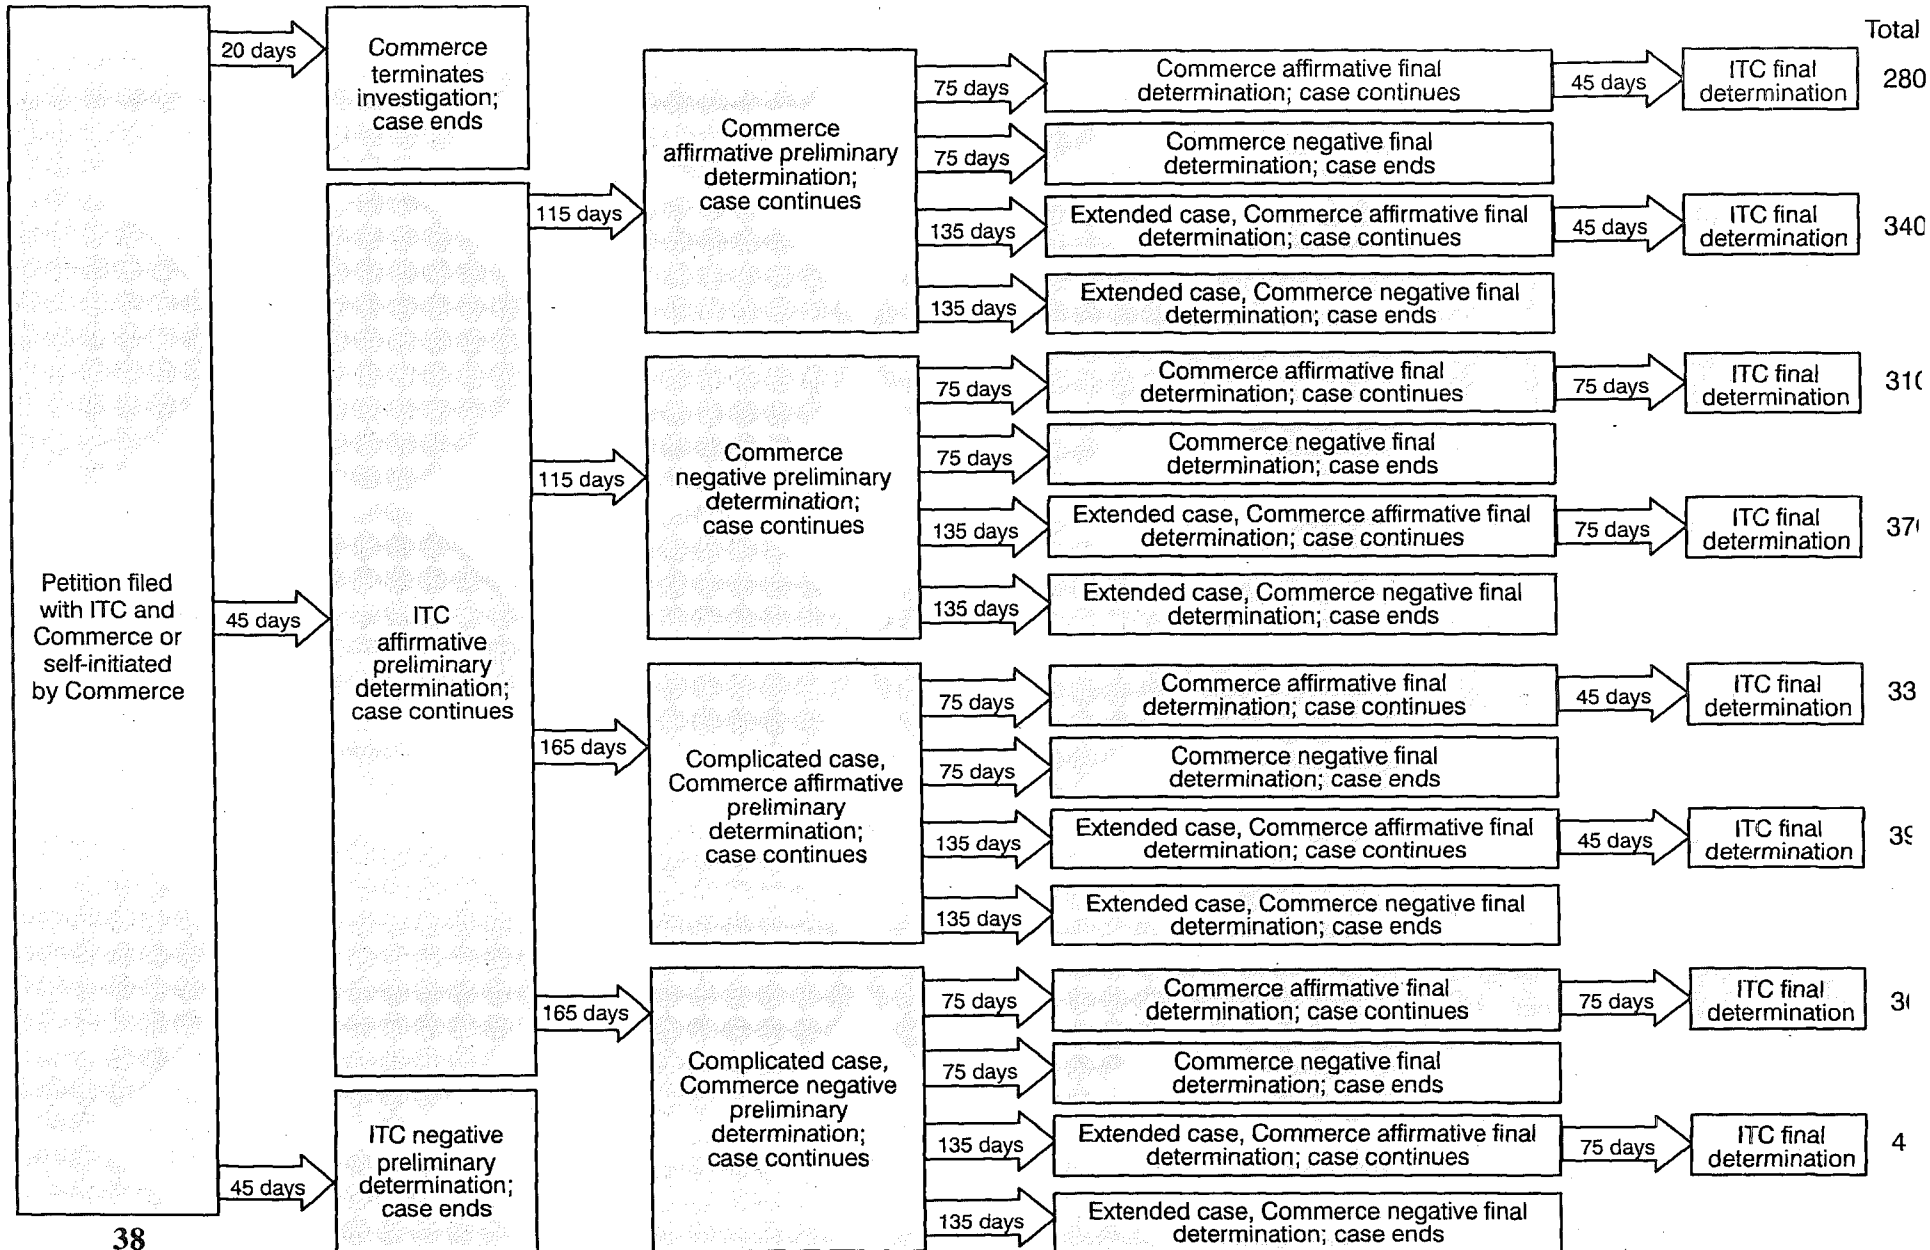 Total
20 days
Commerce
terminates
investigation;
case ends
Petition filed
with ITC and
Commerce or
self-initiated
by Commerce
45 days
ITC
affirmative
preliminary
determination;
case continues
45 days
ITC negative
preliminary
determination;
case ends
115 days
Commerce
affirmative preliminary
determination;
case continues
75 days
Commerce affirmative final
determination; case continues
45 days
ITC final
determination
280
75 days
Commerce negative final
determination; case ends
135 days
Extended case, Commerce affirmative final
determination; case continues
45 days
ITC final
determination
340
135 days
Extended case, Commerce negative final
determination; case ends
115 days
Commerce
negative preliminary
determination;
case continues
75 days
Commerce affirmative final
determination; case continues
75 days
ITC final
determination
75 days
Commerce negative final
determination; case ends
135 days
Extended case, Commerce affirmative final
determination; case continues
75 days
ITC final
determination
135 days
Extended case, Commerce negative final
determination; case ends
165 days
Complicated case,
Commerce affirmative
preliminary
determination;
case continues
75 days
Commerce affirmative final
determination; case continues
45 days
ITC final
determination
33
75 days
Commerce negative final
determination; case ends
135 days
Extended case, Commerce affirmative final
determination; case continues
45 days
ITC final
determination
135 days
Extended case, Commerce negative final
determination; case ends
165 days
Complicated case,
Commerce negative
preliminary
determination;
case continues
75 days
Commerce affirmative final
determination; case continues
75 days
ITC final
determination
75 days
Commerce negative final
determination; case ends
135 days
Extended case, Commerce affirmative final
determination; case continues
75 days
ITC final
determination
4
135 days
Extended case, Commerce negative final
determination; case ends
38